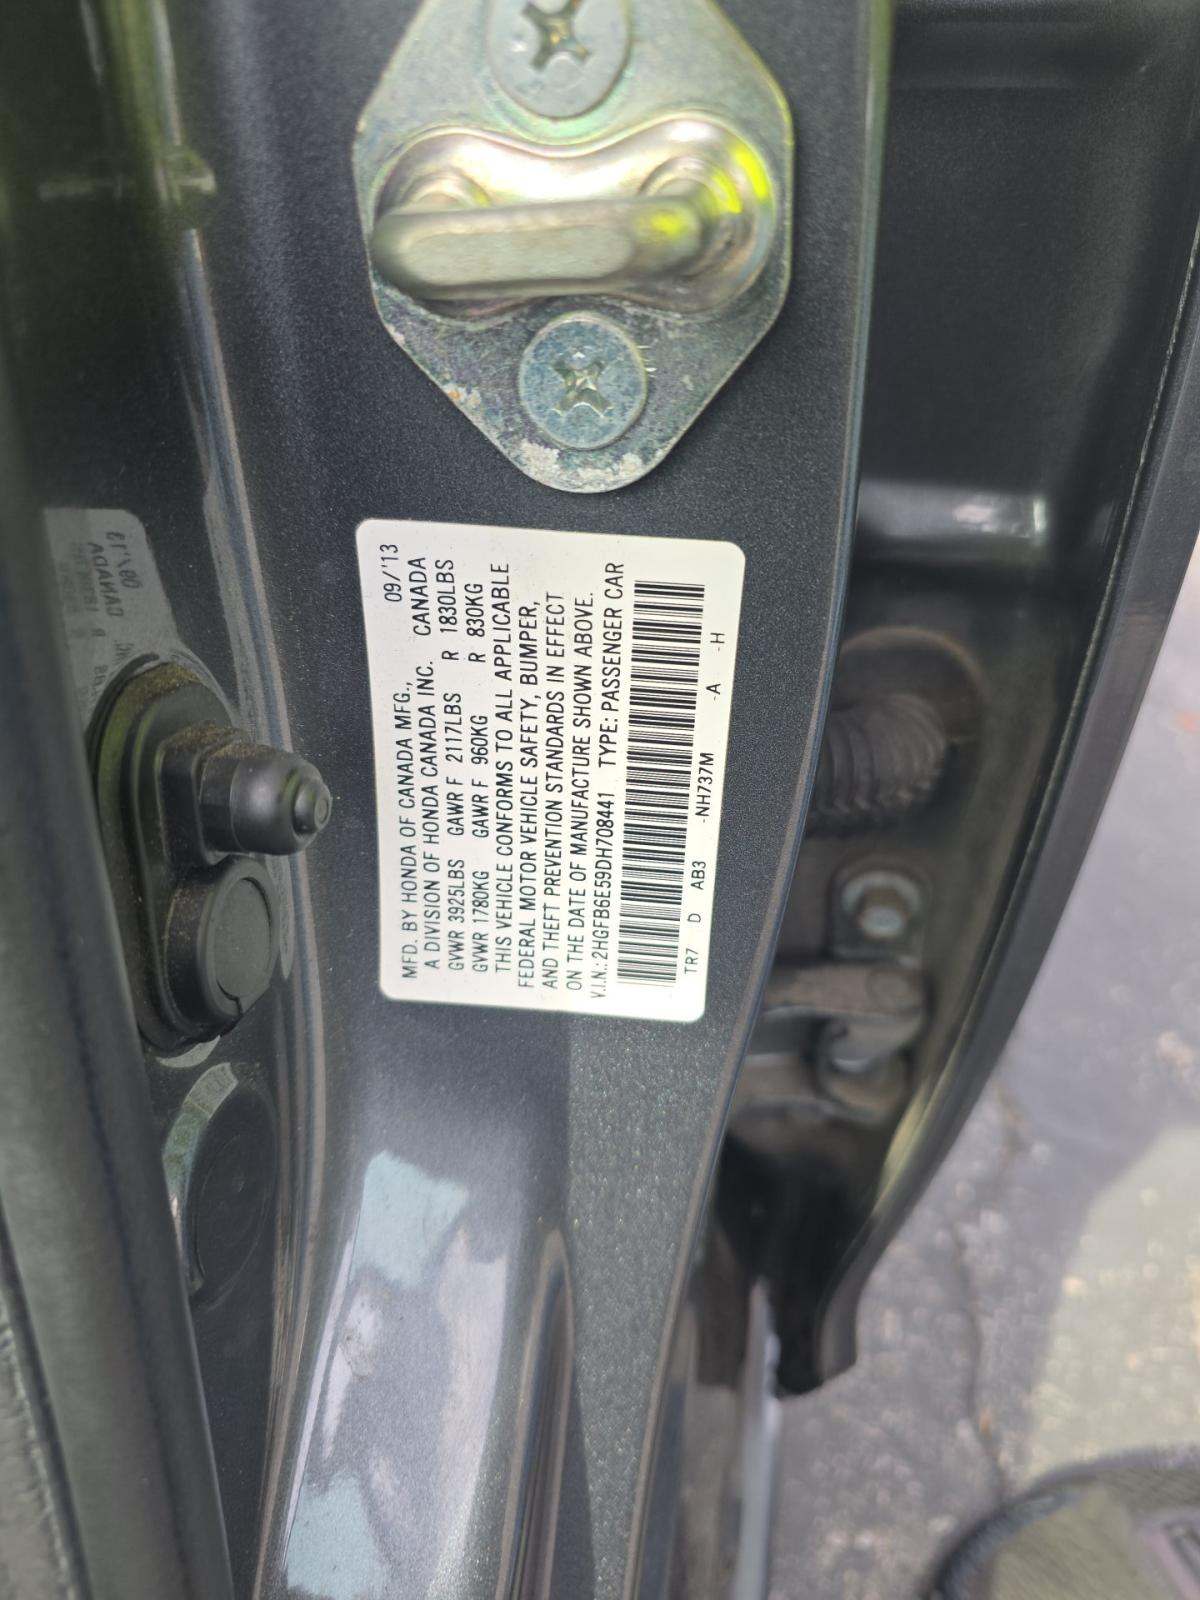 MFD. BY HONDA OF CANADA MFG., 09/'13
A DIVISION OF HONDA CANADA INC. CANADA
GVWR 3925LBS GAWR F 2117LBS R 1830LBS
GVWR 1780KG GAWR F 960KG R 830KG
THIS VEHICLE CONFORMS TO ALL APPLICABLE
FEDERAL MOTOR VEHICLE SAFETY, BUMPER,
AND THEFT PREVENTION STANDARDS IN EFFECT
ON THE DATE OF MANUFACTURE SHOWN ABOVE.
V.I.N.:2HGFB6E59DH708441 TYPE: PASSENGER CAR
TR7 D AB3 -NH737M -A -H